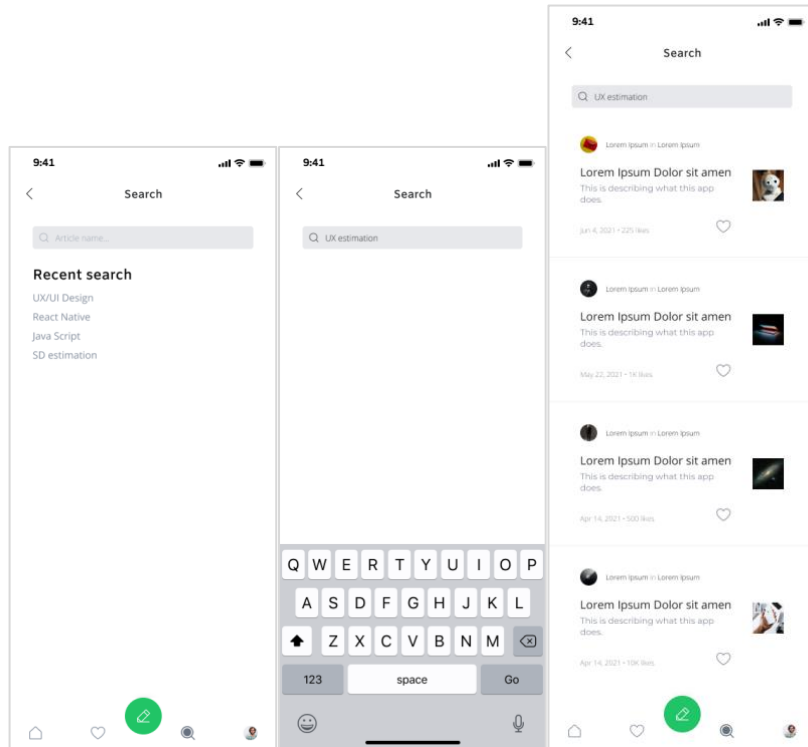 9:41
Search
Article name...
Recent search
UX/UI Design
React Native
Java Script
SD estimation
9:41
Search
UX estimation
Q W E R T Y U I O P
A S D F G H J K L
Z X C V B N M
123 space Go
9:41
Search
UX estimation
Lorem Ipsum in Lorem Ipsum
Lorem Ipsum Dolor sit amen
This is describing what this app
does.
Jun 4, 2021 • 225 likes
Lorem Ipsum in Lorem Ipsum
Lorem Ipsum Dolor sit amen
This is describing what this app
does.
May 22, 2021 • 1K likes
Lorem Ipsum in Lorem Ipsum
Lorem Ipsum Dolor sit amen
This is describing what this app
does.
Apr 14, 2021 • 500 likes
Lorem Ipsum in Lorem Ipsum
Lorem Ipsum Dolor sit amen
This is describing what this app
does.
Apr 14, 2021 • 10K likes